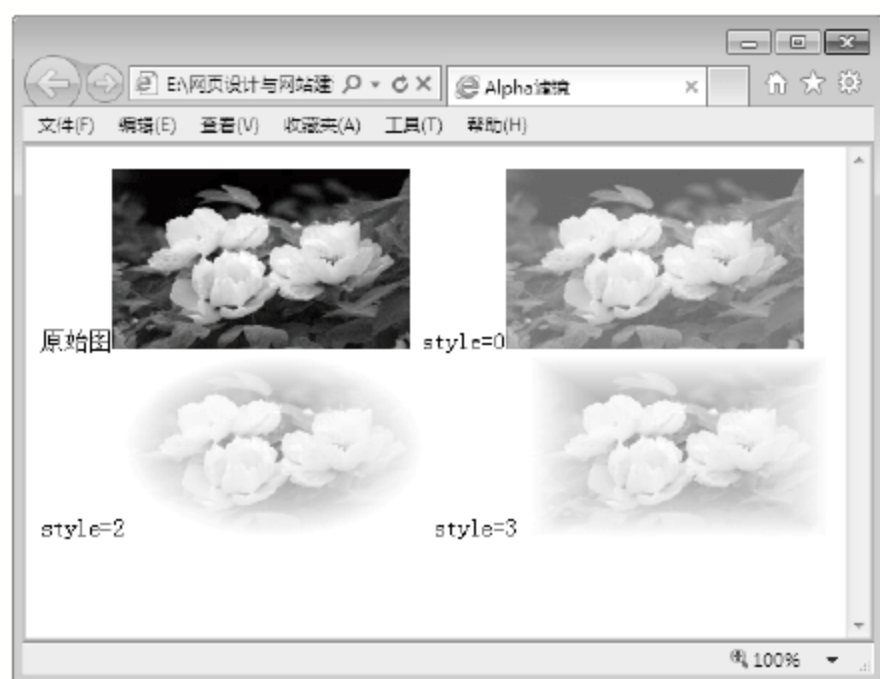 E:\网页设计与网站建
Alpha滤镜
文件(F) 编辑(E) 查看(V) 收藏夹(A) 工具(T) 帮助(H)
原始图 style=0
style=2 style=3
100%